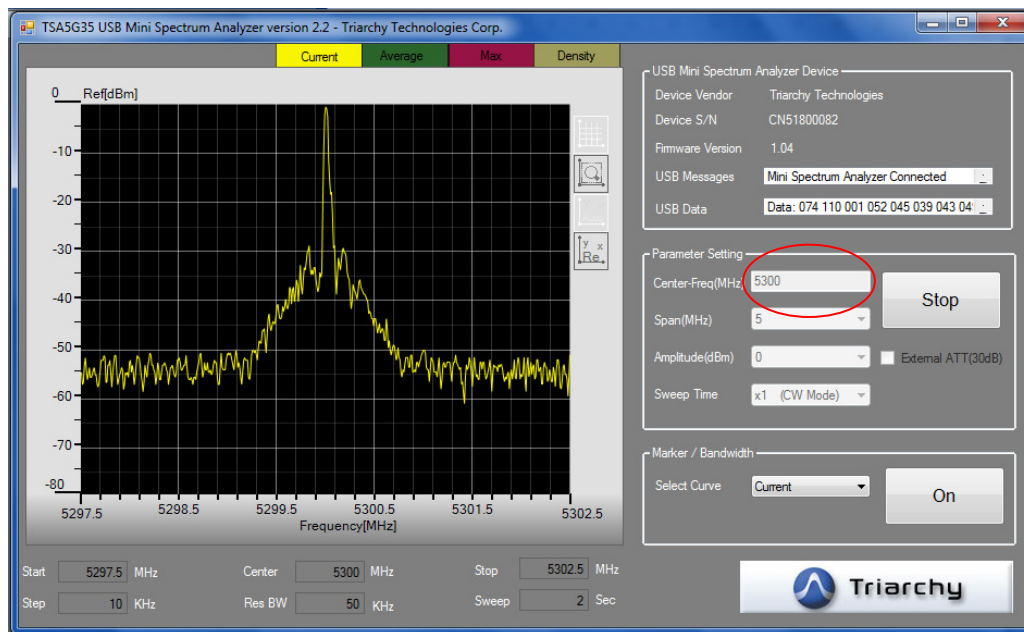 TSA5G35 USB Mini Spectrum Analyzer version 2.2 - Triarchy Technologies Corp.
Current Average Max Density
0 Ref[dBm]
-10
-20
-30
-40
-50
-60
-70
-80
5297.5 5298.5 5299.5 5300.5 5301.5 5302.5
Frequency[MHz]
y x
Re
Start 5297.5 MHz Center 5300 MHz Stop 5302.5 MHz
Step 10 KHz Res BW 50 KHz Sweep 2 Sec
USB Mini Spectrum Analyzer Device
Device Vendor Triarchy Technologies
Device S/N CN51800082
Firmware Version 1.04
USB Messages Mini Spectrum Analyzer Connected
USB Data Data: 074 110 001 052 045 039 043 04
Parameter Setting
Center-Freq(MHz 5300
Stop
Span(MHz) 5
Amplitude(dBm) 0 External ATT(30dB)
Sweep Time x1 (CW Mode)
Marker / Bandwidth
Select Curve Current On
Triarchy